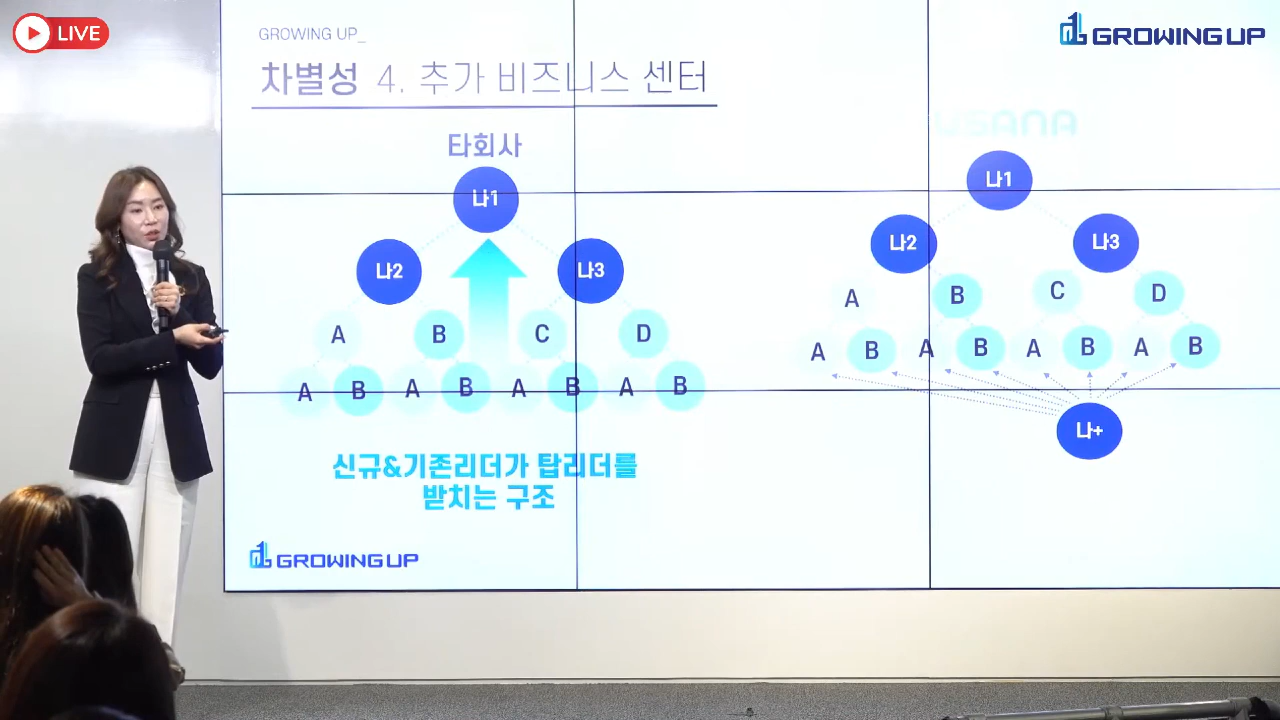 LIVE
GROWING UP_
GROWING UP
차별성 4. 추가 비즈니스 센터
타회사
USANA
나1
나2
나3
A B C D
A B A B A B A B
신규&기존리더가 탑리더를
받치는 구조
나1
나2
나3
A B C D
A B A B A B A B
나+
GROWING UP